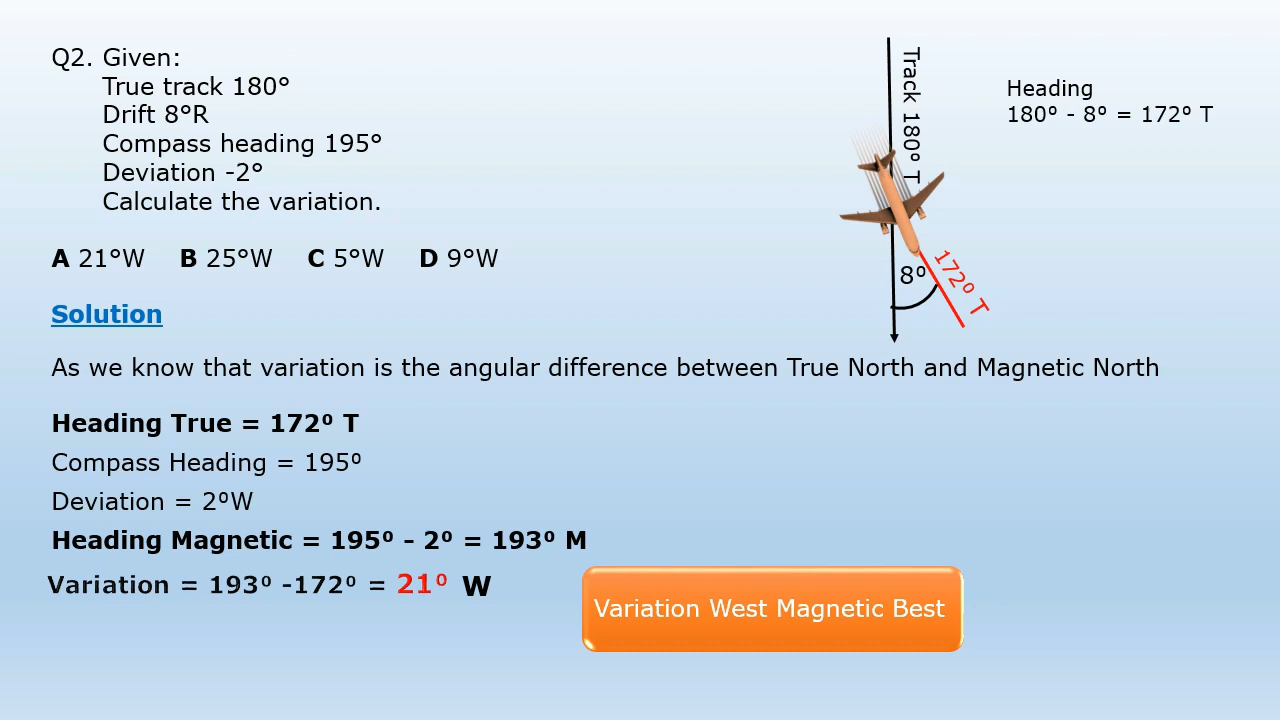 Q2. Given:
True track 180°
Drift 8°R
Compass heading 195°
Deviation -2°
Calculate the variation.
A 21°W B 25°W C 5°W D 9°W
Solution
As we know that variation is the angular difference between True North and Magnetic North
Heading True = 172º T
Compass Heading = 195º
Deviation = 2ºW
Heading Magnetic = 195º – 2º = 193º M
Variation = 193º -172º = 21º W
Variation West Magnetic Best
Track 180º T
8º
172º T
Heading
180º - 8º = 172º T